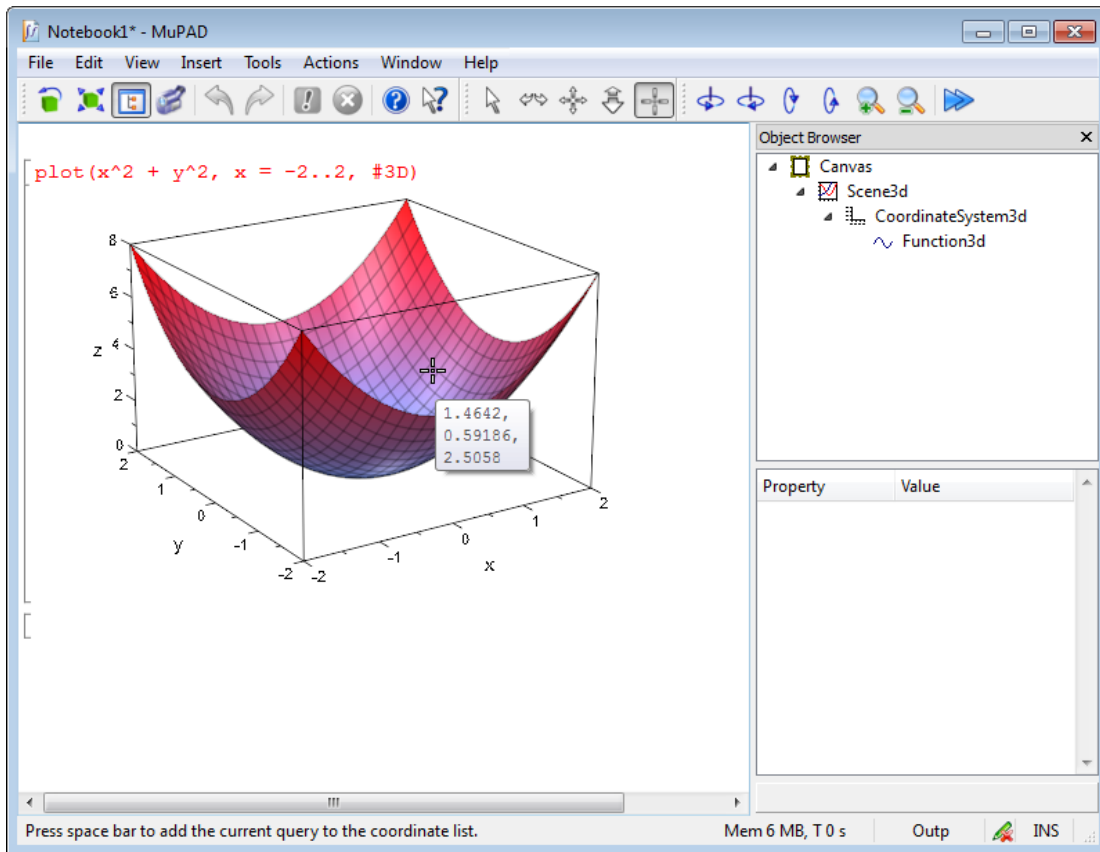 Notebook1* - MuPAD
File Edit View Insert Tools Actions Window Help
Object Browser
Canvas
Scene3d
CoordinateSystem3d
Function3d
plot(x^2 + y^2, x = -2..2, #3D)
8
6
z 4
2
0
2
1
0
y -1
-2 -2
-1
0
x
1
2
1.4642,
0.59186,
2.5058
Property Value
Press space bar to add the current query to the coordinate list. Mem 6 MB, T 0 s Outp INS